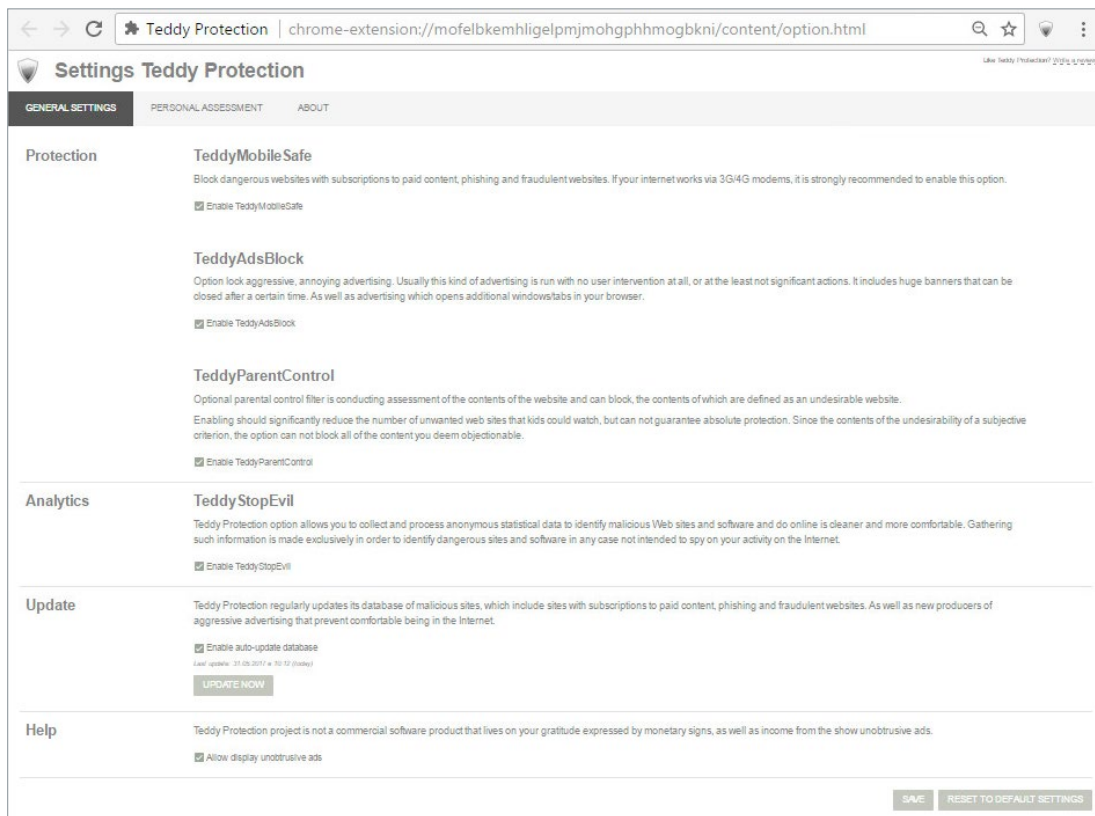 Teddy Protection | chrome-extension://mofelbkemhligelpmjmohgphhmogbkni/content/option.html
Like Teddy Protection? Write a review
Settings Teddy Protection
GENERAL SETTINGS PERSONAL ASSESSMENT ABOUT
Protection
TeddyMobileSafe
Block dangerous websites with subscriptions to paid content, phishing and fraudulent websites. If your internet works via 3G/4G modems, it is strongly recommended to enable this option.
Enable TeddyMobileSafe
TeddyAdsBlock
Option lock aggressive, annoying advertising. Usually this kind of advertising is run with no user intervention at all, or at the least not significant actions. It includes huge banners that can be
closed after a certain time. As well as advertising which opens additional windows/tabs in your browser.
Enable TeddyAdsBlock
TeddyParentControl
Optional parental control filter is conducting assessment of the contents of the website and can block, the contents of which are defined as an undesirable website.
Enabling should significantly reduce the number of unwanted web sites that kids could watch, but can not guarantee absolute protection. Since the contents of the undesirability of a subjective
criterion, the option can not block all of the content you deem objectionable.
Enable TeddyParentControl
Analytics
TeddyStopEvil
Teddy Protection option allows you to collect and process anonymous statistical data to identify malicious Web sites and software and do online is cleaner and more comfortable. Gathering
such information is made exclusively in order to identify dangerous sites and software in any case not intended to spy on your activity on the Internet.
Enable TeddyStopEvil
Update
Teddy Protection regularly updates its database of malicious sites, which include sites with subscriptions to paid content, phishing and fraudulent websites. As well as new producers of
aggressive advertising that prevent comfortable being in the Internet.
Enable auto-update database
Last update: 31.05.2017 в 10:12 (today)
UPDATE NOW
Help
Teddy Protection project is not a commercial software product that lives on your gratitude expressed by monetary signs, as well as income from the show unobtrusive ads.
Allow display unobtrusive ads
SAVE RESET TO DEFAULT SETTINGS